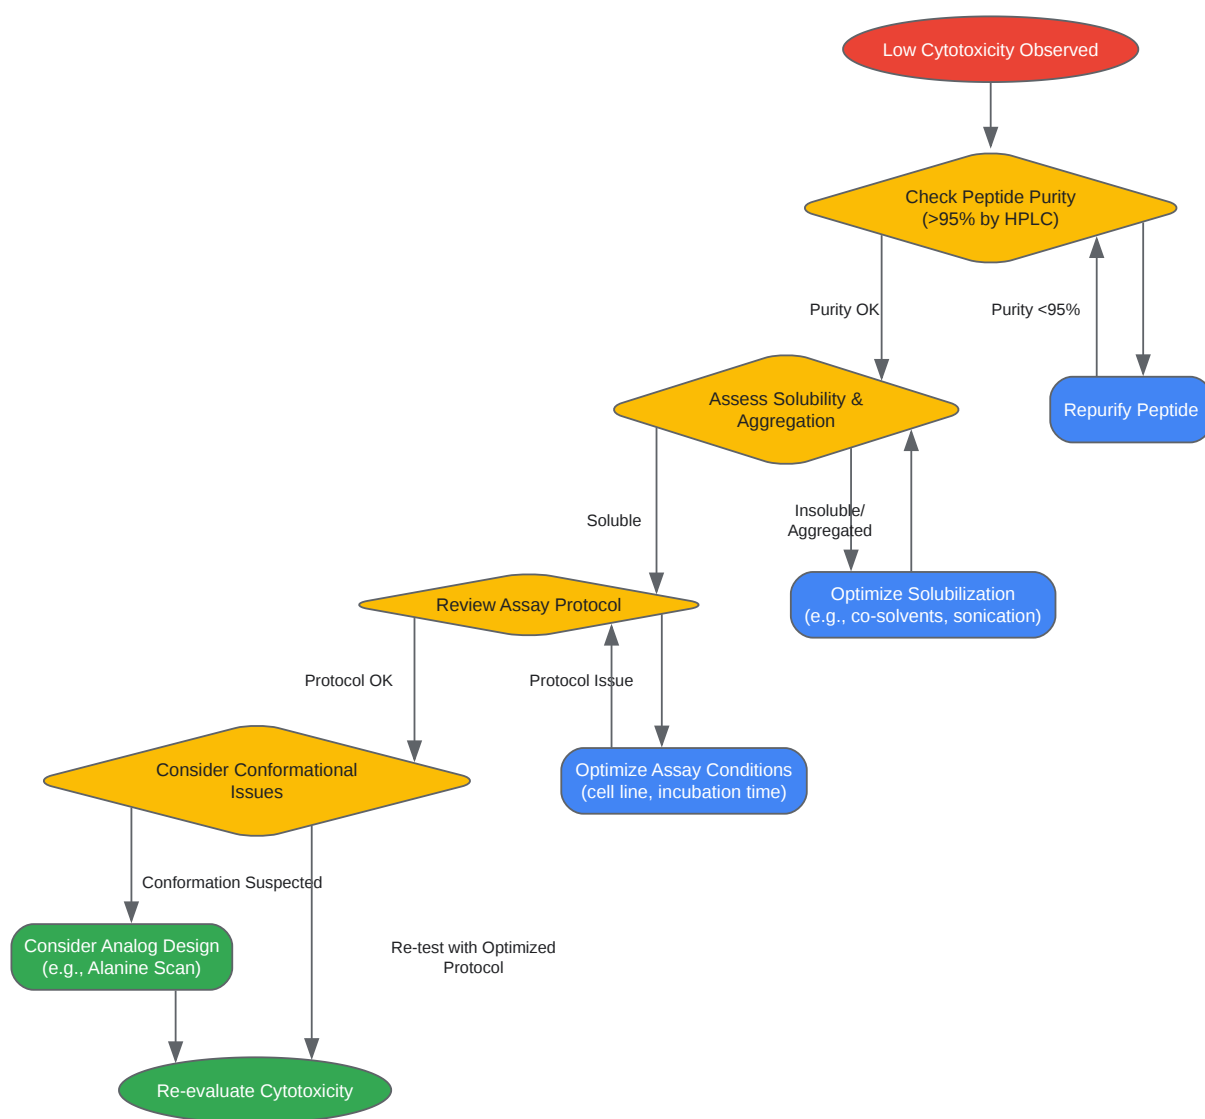 Low Cytotoxicity Observed
Check Peptide Purity
(>95% by HPLC)
Purity OK
Purity <95%
Assess Solubility &
Aggregation
Repurify Peptide
Soluble
Insoluble/
Aggregated
Optimize Solubilization
(e.g., co-solvents, sonication)
Review Assay Protocol
Protocol OK
Protocol Issue
Consider Conformational
Issues
Optimize Assay Conditions
(cell line, incubation time)
Conformation Suspected
Consider Analog Design
(e.g., Alanine Scan)
Re-test with Optimized
Protocol
Re-evaluate Cytotoxicity